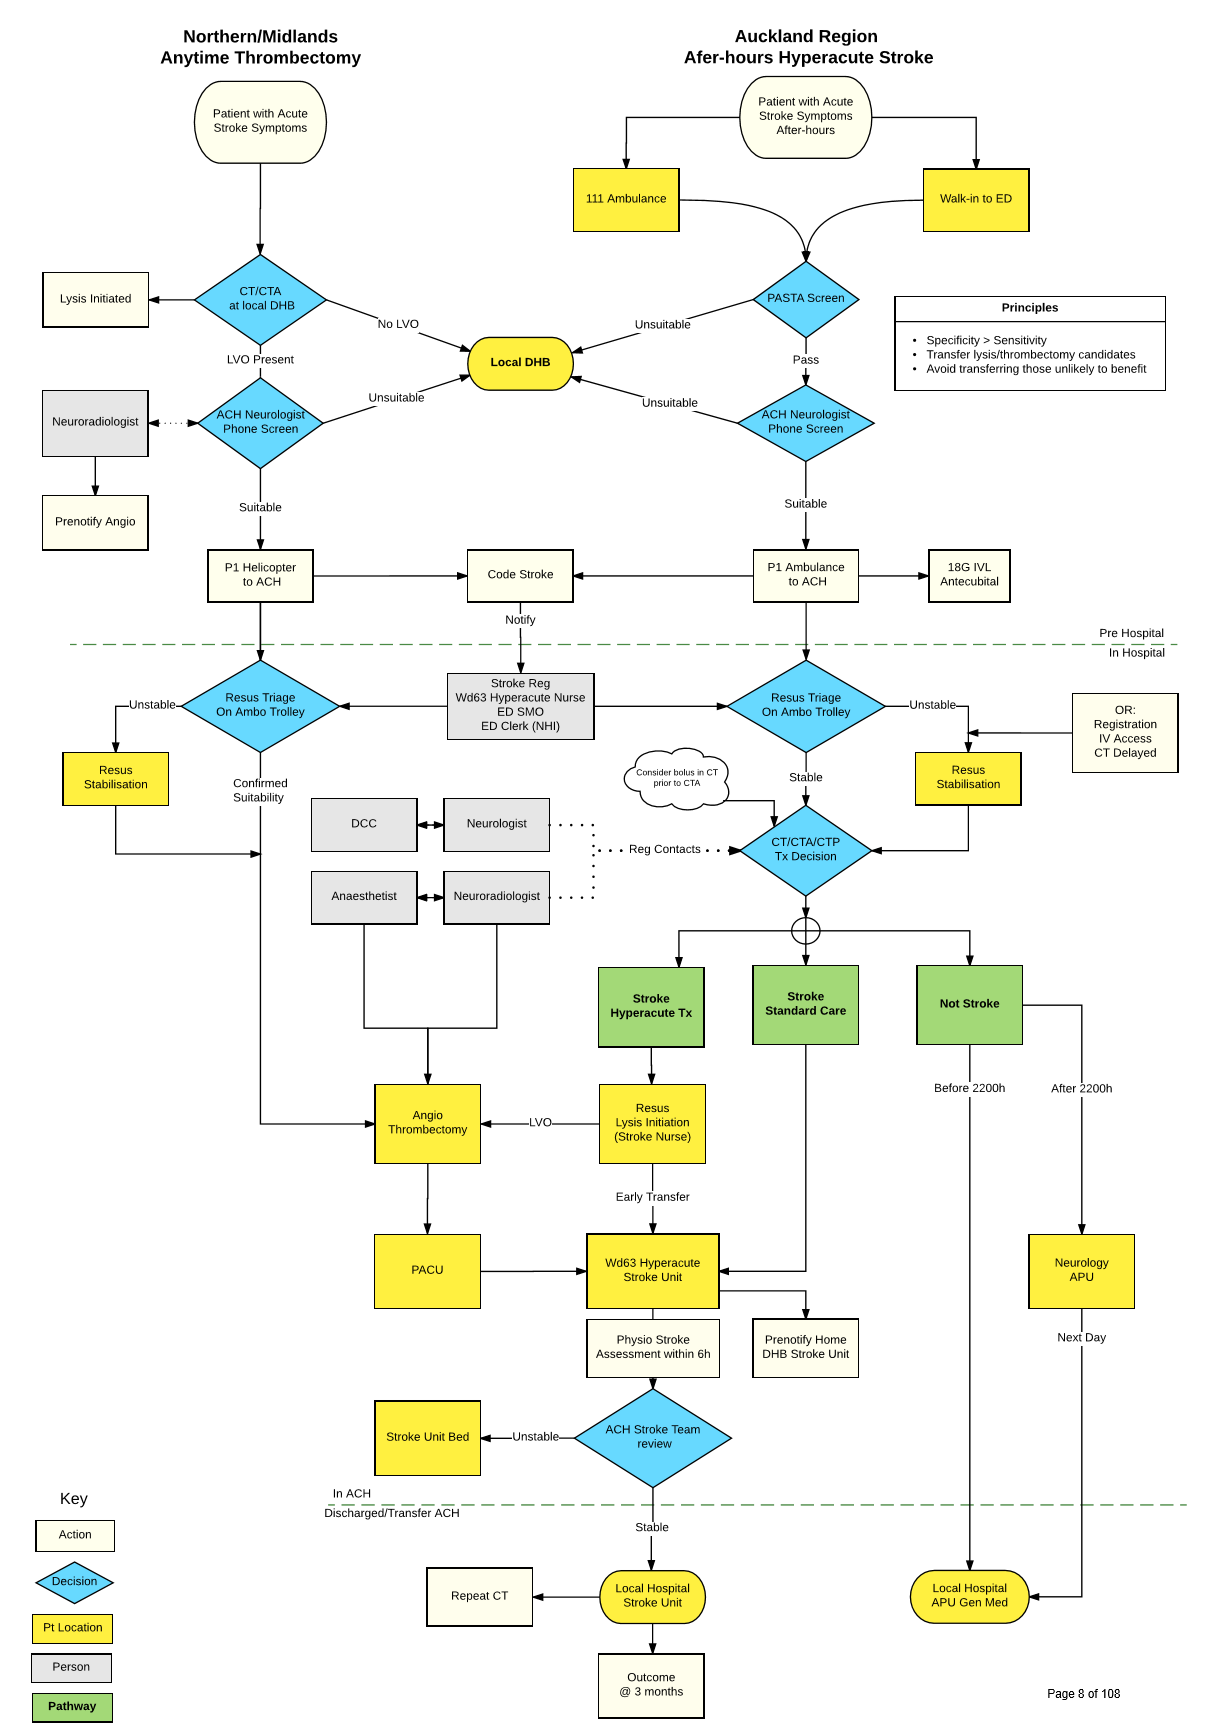 Northern/Midlands
Anytime Thrombectomy
Auckland Region
Afer-hours Hyperacute Stroke
Patient with Acute
Stroke Symptoms
Patient with Acute
Stroke Symptoms
After-hours
111 Ambulance
Walk-in to ED
CT/CTA
at local DHB
Lysis Initiated
PASTA Screen
No LVO
Unsuitable
Principles
• Specificity > Sensitivity
• Transfer lysis/thrombectomy candidates
• Avoid transferring those unlikely to benefit
LVO Present
Local DHB
Pass
Unsuitable
Unsuitable
Neuroradiologist
ACH Neurologist
Phone Screen
ACH Neurologist
Phone Screen
Prenotify Angio
Suitable
Suitable
P1 Helicopter
to ACH
Code Stroke
P1 Ambulance
to ACH
18G IVL
Antecubital
Notify
Pre Hospital
In Hospital
Resus Triage
On Ambo Trolley
Stroke Reg
Wd63 Hyperacute Nurse
ED SMO
ED Clerk (NHI)
Resus Triage
On Ambo Trolley
Unstable
Unstable
OR:
Registration
IV Access
CT Delayed
Resus
Stabilisation
Confirmed
Suitability
Consider bolus in CT
prior to CTA
Stable
Resus
Stabilisation
DCC
Neurologist
Reg Contacts
CT/CTA/CTP
Tx Decision
Anaesthetist
Neuroradiologist
Stroke
Hyperacute Tx
Stroke
Standard Care
Not Stroke
Before 2200h
After 2200h
Angio
Thrombectomy
LVO
Resus
Lysis Initiation
(Stroke Nurse)
Early Transfer
PACU
Wd63 Hyperacute
Stroke Unit
Neurology
APU
Physio Stroke
Assessment within 6h
Prenotify Home
DHB Stroke Unit
Next Day
Stroke Unit Bed
Unstable
ACH Stroke Team
review
In ACH
Discharged/Transfer ACH
Stable
Repeat CT
Local Hospital
Stroke Unit
Local Hospital
APU Gen Med
Outcome
@ 3 months
Key
Action
Decision
Pt Location
Person
Pathway
Page 8 of 108